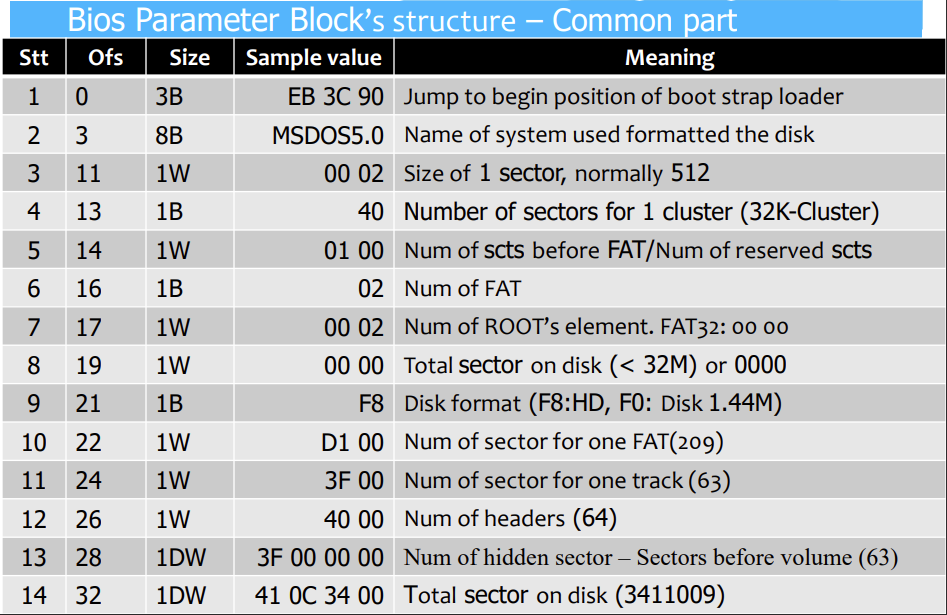 Bios Parameter Block's structure – Common part
Stt Ofs Size Sample value Meaning
1 0 3B EB 3C 90 Jump to begin position of boot strap loader
2 3 8B MSDOS5.0 Name of system used formatted the disk
3 11 1W 00 02 Size of 1 sector, normally 512
4 13 1B 40 Number of sectors for 1 cluster (32K-Cluster)
5 14 1W 01 00 Num of scts before FAT/Num of reserved scts
6 16 1B 02 Num of FAT
7 17 1W 00 02 Num of ROOT's element. FAT32: 00 00
8 19 1W 00 00 Total sector on disk (< 32M) or 0000
9 21 1B F8 Disk format (F8:HD, F0: Disk 1.44M)
10 22 1W D1 00 Num of sector for one FAT(209)
11 24 1W 3F 00 Num of sector for one track (63)
12 26 1W 40 00 Num of headers (64)
13 28 1DW 3F 00 00 00 Num of hidden sector – Sectors before volume (63)
14 32 1DW 41 0C 34 00 Total sector on disk (3411009)